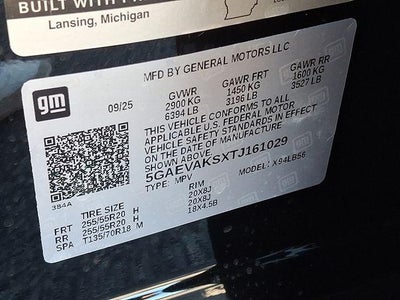 BUILT WITH
Lansing, Michigan
gm
MFD BY GENERAL MOTORS LLC
09/25
GVWR GAWR FRT GAWR RR
2900 KG 1450 KG 1600 KG
6394 LB 3196 LB 3527 LB
THIS VEHICLE CONFORMS TO ALL
APPLICABLE U.S. FEDERAL MOTOR
VEHICLE SAFETY STANDARDS IN EFFECT
ON THE DATE OF MANUFACTURE
5GAEVAKSXTJ161029
TYPE: MPV MODEL: X94LB56
384A
TIRE SIZE RIM
FRT 255/55R20 H 20X8J
RR 255/55R20 H 20X8J
SPA T135/70R18 M 18X4.5B